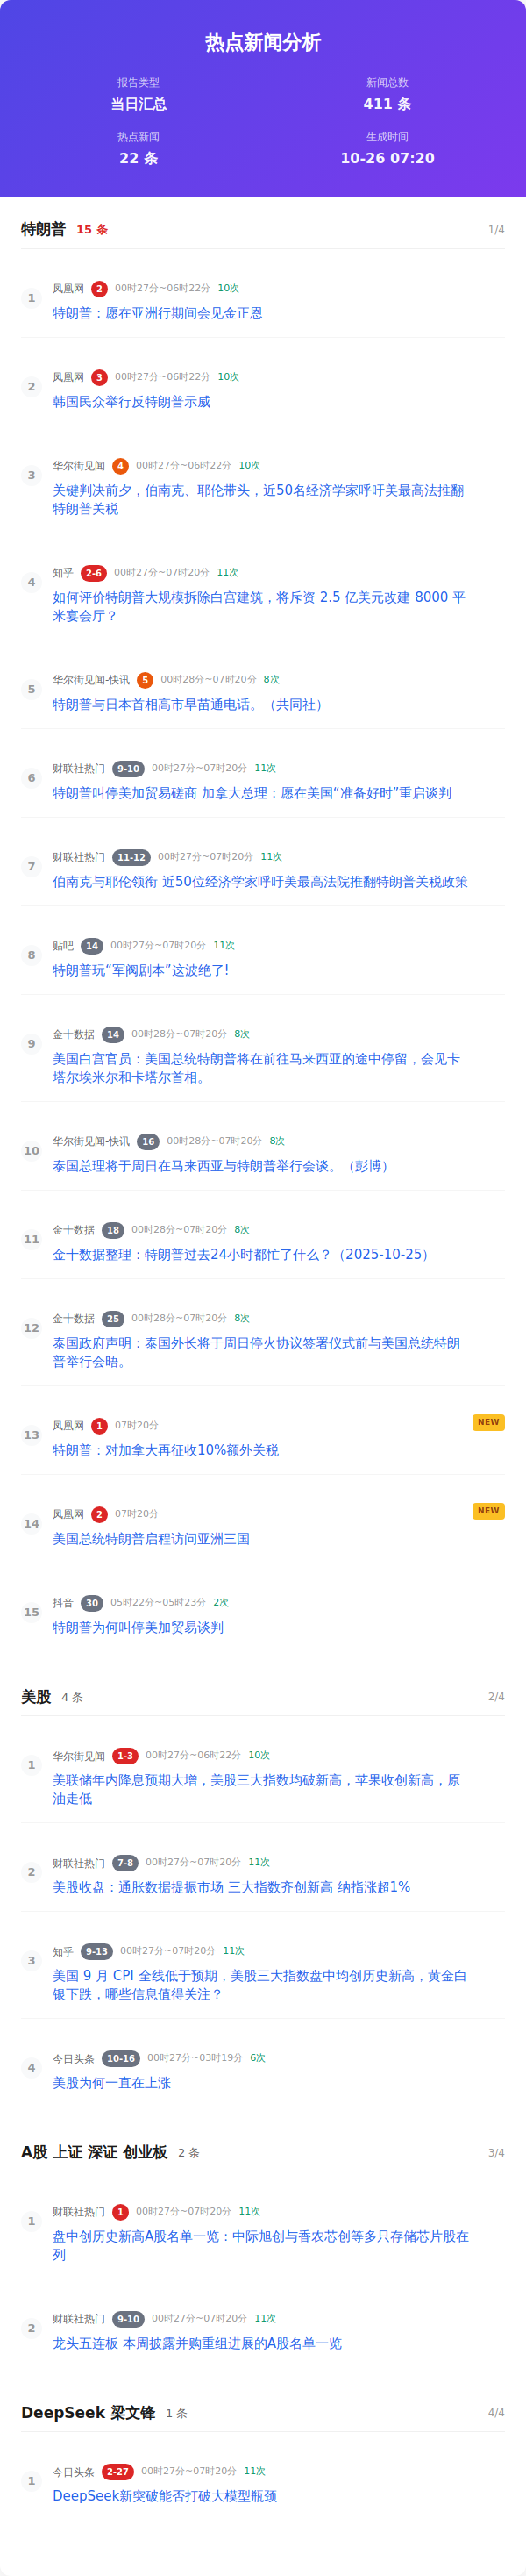 热点新闻分析
报告类型
当日汇总
新闻总数
411 条
热点新闻
22 条
生成时间
10-26 07:20
特朗普 15 条 1/4
1
凤凰网 2 00时27分~06时22分 10次
特朗普：愿在亚洲行期间会见金正恩
2
凤凰网 3 00时27分~06时22分 10次
韩国民众举行反特朗普示威
3
华尔街见闻 4 00时27分~06时22分 10次
关键判决前夕，伯南克、耶伦带头，近50名经济学家呼吁美最高法推翻
特朗普关税
4
知乎 2-6 00时27分~07时20分 11次
如何评价特朗普大规模拆除白宫建筑，将斥资 2.5 亿美元改建 8000 平
米宴会厅？
5
华尔街见闻-快讯 5 00时28分~07时20分 8次
特朗普与日本首相高市早苗通电话。（共同社）
6
财联社热门 9-10 00时27分~07时20分 11次
特朗普叫停美加贸易磋商 加拿大总理：愿在美国“准备好时”重启谈判
7
财联社热门 11-12 00时27分~07时20分 11次
伯南克与耶伦领衔 近50位经济学家呼吁美最高法院推翻特朗普关税政策
8
贴吧 14 00时27分~07时20分 11次
特朗普玩“军阀剧本”这波绝了!
9
金十数据 14 00时28分~07时20分 8次
美国白宫官员：美国总统特朗普将在前往马来西亚的途中停留，会见卡
塔尔埃米尔和卡塔尔首相。
10
华尔街见闻-快讯 16 00时28分~07时20分 8次
泰国总理将于周日在马来西亚与特朗普举行会谈。（彭博）
11
金十数据 18 00时28分~07时20分 8次
金十数据整理：特朗普过去24小时都忙了什么？（2025-10-25）
12
金十数据 25 00时28分~07时20分 8次
泰国政府声明：泰国外长将于周日停火协议签署仪式前与美国总统特朗
普举行会晤。
13
凤凰网 1 07时20分 NEW
特朗普：对加拿大再征收10%额外关税
14
凤凰网 2 07时20分 NEW
美国总统特朗普启程访问亚洲三国
15
抖音 30 05时22分~05时23分 2次
特朗普为何叫停美加贸易谈判
美股 4 条 2/4
1
华尔街见闻 1-3 00时27分~06时22分 10次
美联储年内降息预期大增，美股三大指数均破新高，苹果收创新高，原
油走低
2
财联社热门 7-8 00时27分~07时20分 11次
美股收盘：通胀数据提振市场 三大指数齐创新高 纳指涨超1%
3
知乎 9-13 00时27分~07时20分 11次
美国 9 月 CPI 全线低于预期，美股三大指数盘中均创历史新高，黄金白
银下跌，哪些信息值得关注？
4
今日头条 10-16 00时27分~03时19分 6次
美股为何一直在上涨
A股 上证 深证 创业板 2 条 3/4
1
财联社热门 1 00时27分~07时20分 11次
盘中创历史新高A股名单一览：中际旭创与香农芯创等多只存储芯片股在
列
2
财联社热门 9-10 00时27分~07时20分 11次
龙头五连板 本周披露并购重组进展的A股名单一览
DeepSeek 梁文锋 1 条 4/4
1
今日头条 2-27 00时27分~07时20分 11次
DeepSeek新突破能否打破大模型瓶颈